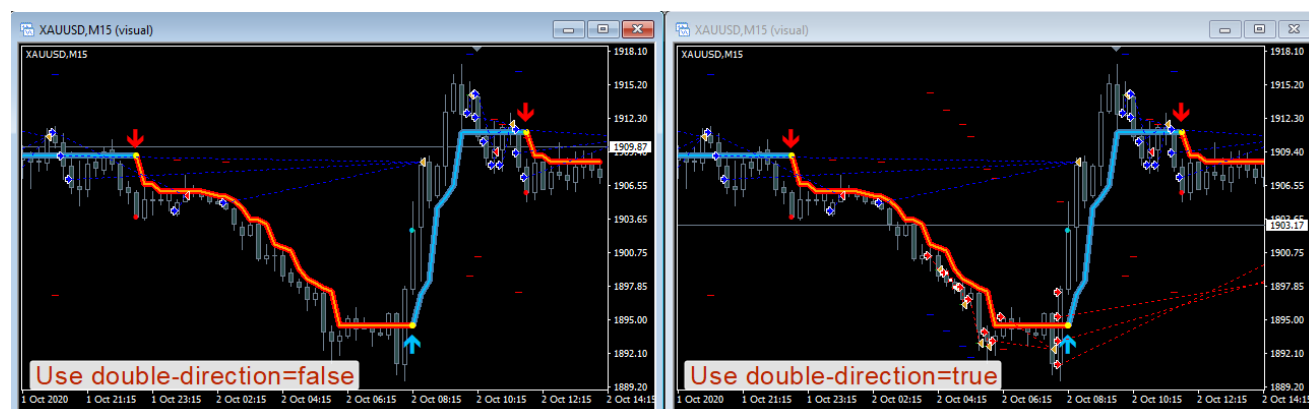 XAUUSD,M15 (visual)
XAUUSD,M15
1918.10
1915.20
1912.30
1909.87
1906.55
1903.65
1900.75
1897.85
1895.00
1892.10
1889.20
Use double-direction=false
1 Oct 2020
1 Oct 21:15
1 Oct 23:15
2 Oct 02:15
2 Oct 04:15
2 Oct 06:15
2 Oct 08:15
2 Oct 10:15
2 Oct 12:15
2 Oct 14:15
XAUUSD,M15 (visual)
XAUUSD,M15
1918.10
1915.20
1912.30
1909.40
1906.55
1903.17
1900.75
1897.85
1895.00
1892.10
1889.20
Use double-direction=true
1 Oct 2020
1 Oct 21:15
1 Oct 23:15
2 Oct 02:15
2 Oct 04:15
2 Oct 06:15
2 Oct 08:15
2 Oct 10:15
2 Oct 12:15